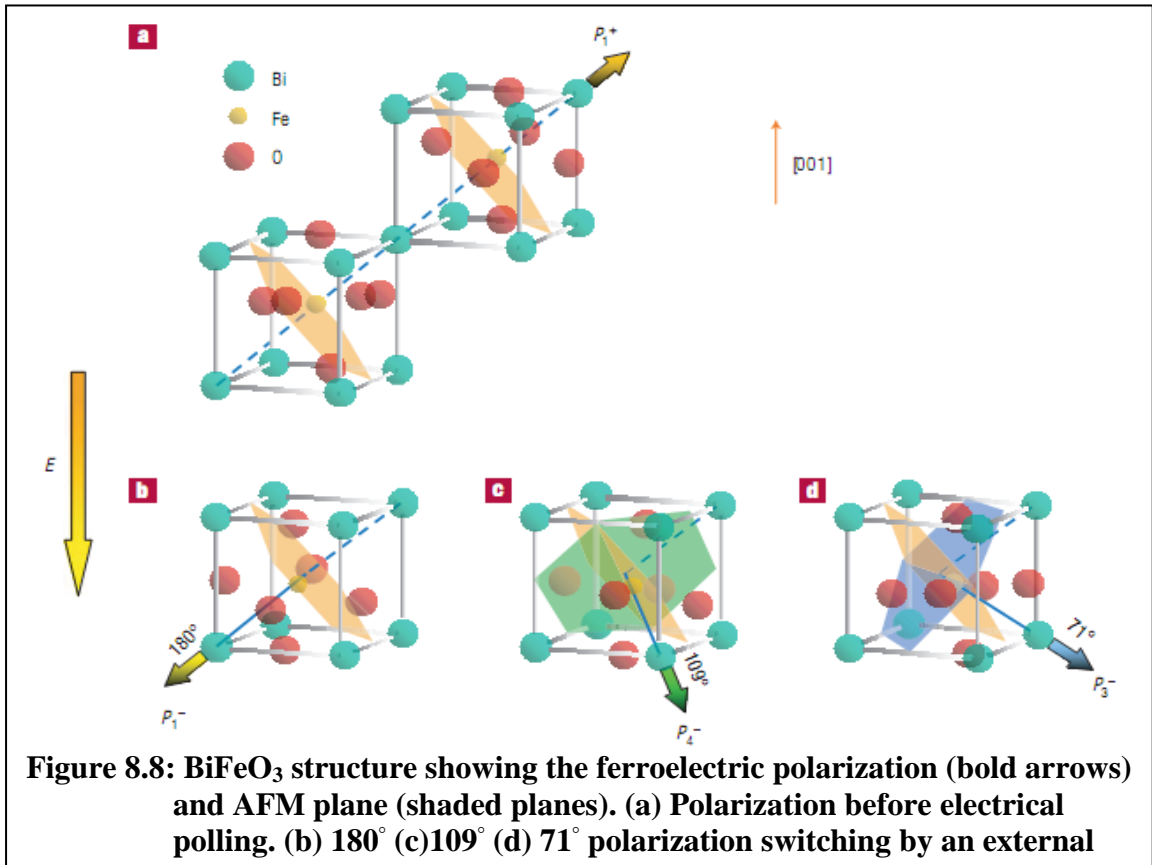 a
P₁⁺
Bi
Fe
O
[001]
E
b
c
d
180°
P₁⁻
109°
P₄⁻
71°
P₃⁻
Figure 8.8: BiFeO₃ structure showing the ferroelectric polarization (bold arrows)
and AFM plane (shaded planes). (a) Polarization before electrical
polling. (b) 180° (c)109° (d) 71° polarization switching by an external